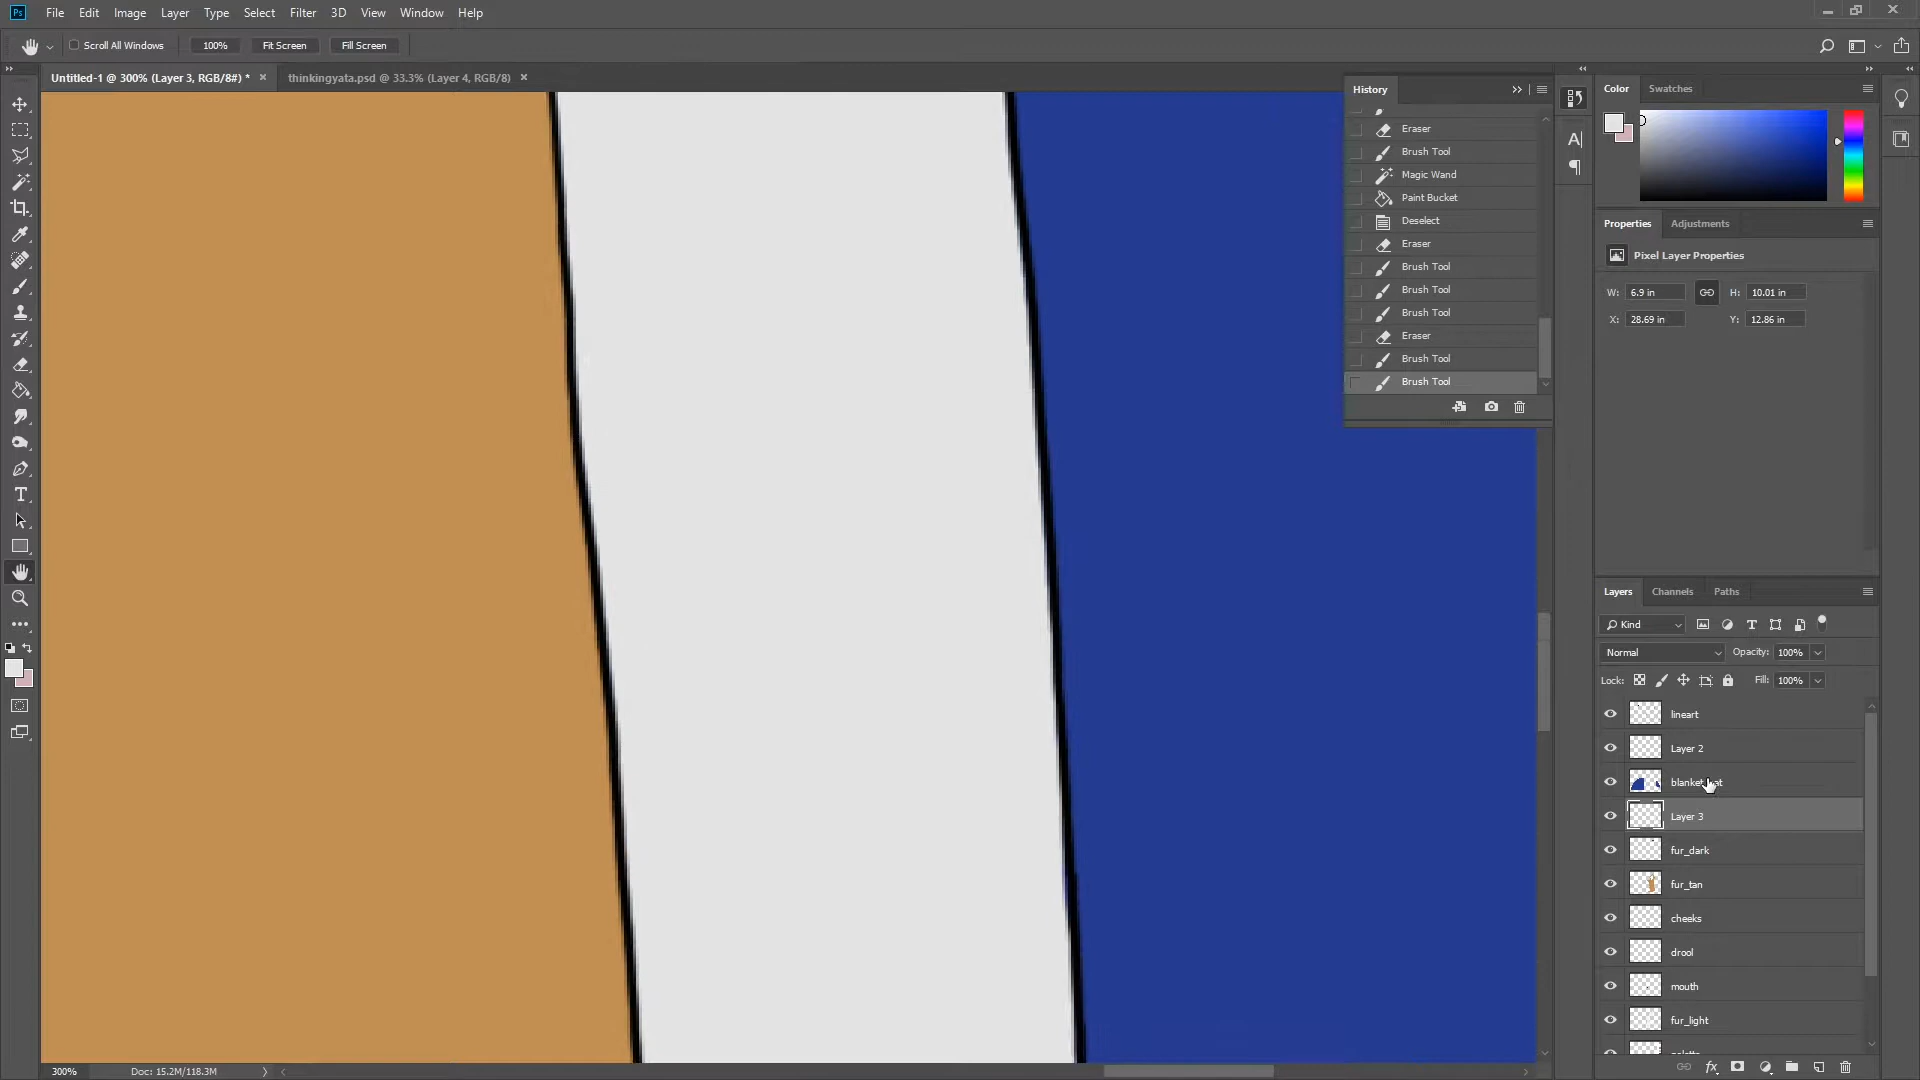 Ps File Edit Image Layer Type Select Filter 3D View Window Help
Scroll All Windows 100% Fit Screen Fill Screen
Untitled-1 @ 300% (Layer 3, RGB/8#) * × thinkingyata.psd @ 33.3% (Layer 4, RGB/8) ×
History
Eraser
Brush Tool
Magic Wand
Paint Bucket
Deselect
Eraser
Brush Tool
Brush Tool
Brush Tool
Eraser
Brush Tool
Brush Tool
Color Swatches
Properties Adjustments
Pixel Layer Properties
W: 6.9 in H: 10.01 in
X: 28.69 in Y: 12.86 in
Layers Channels Paths
Kind
Normal Opacity: 100%
Lock: Fill: 100%
lineart
Layer 2
Layer 3
fur_dark
fur_tan
cheeks
drool
mouth
fur_light
300% Doc: 15.2M/118.3M